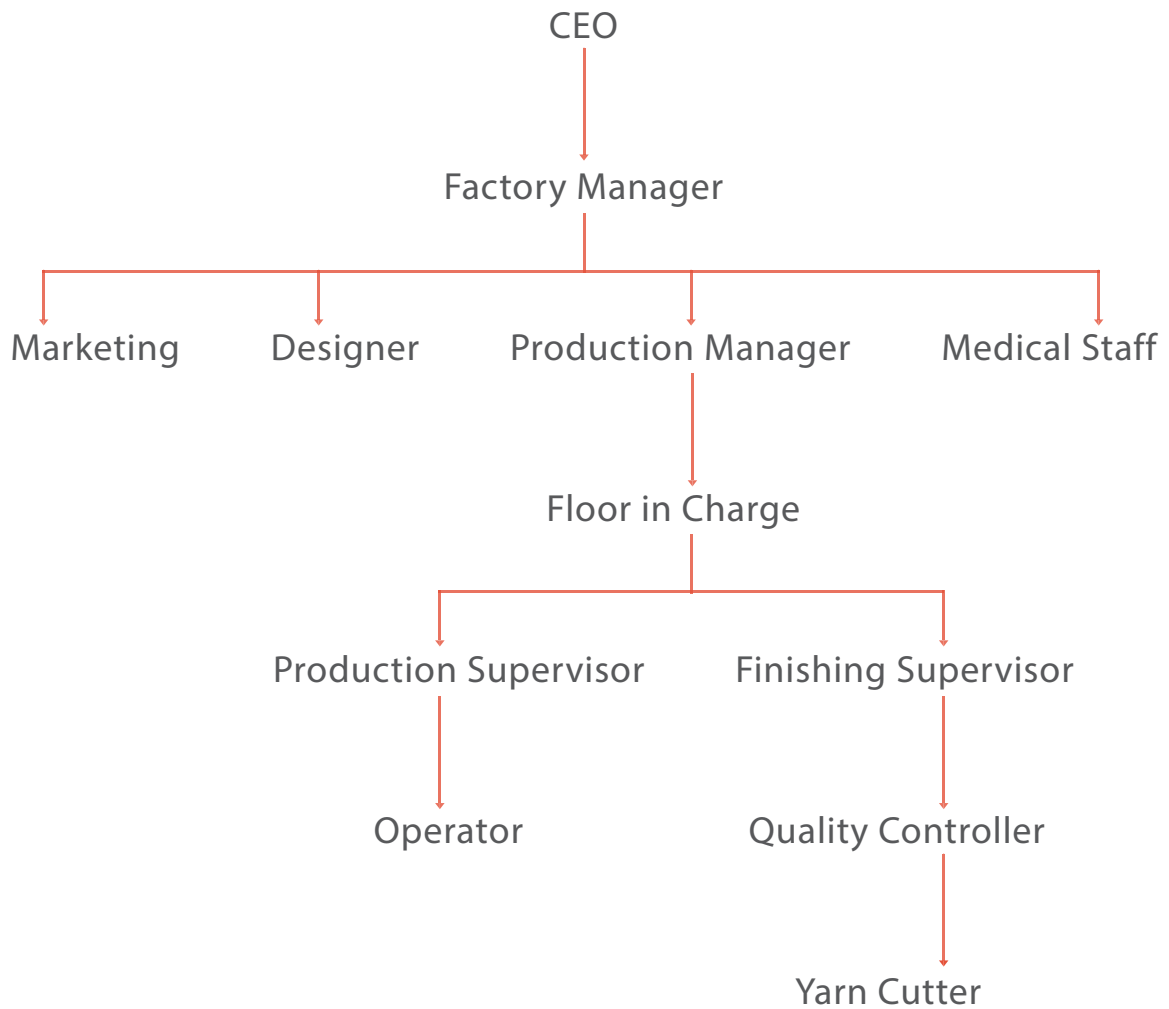 CEO
Factory Manager
Marketing
Designer
Production Manager
Medical Staff
Floor in Charge
Production Supervisor
Finishing Supervisor
Operator
Quality Controller
Yarn Cutter